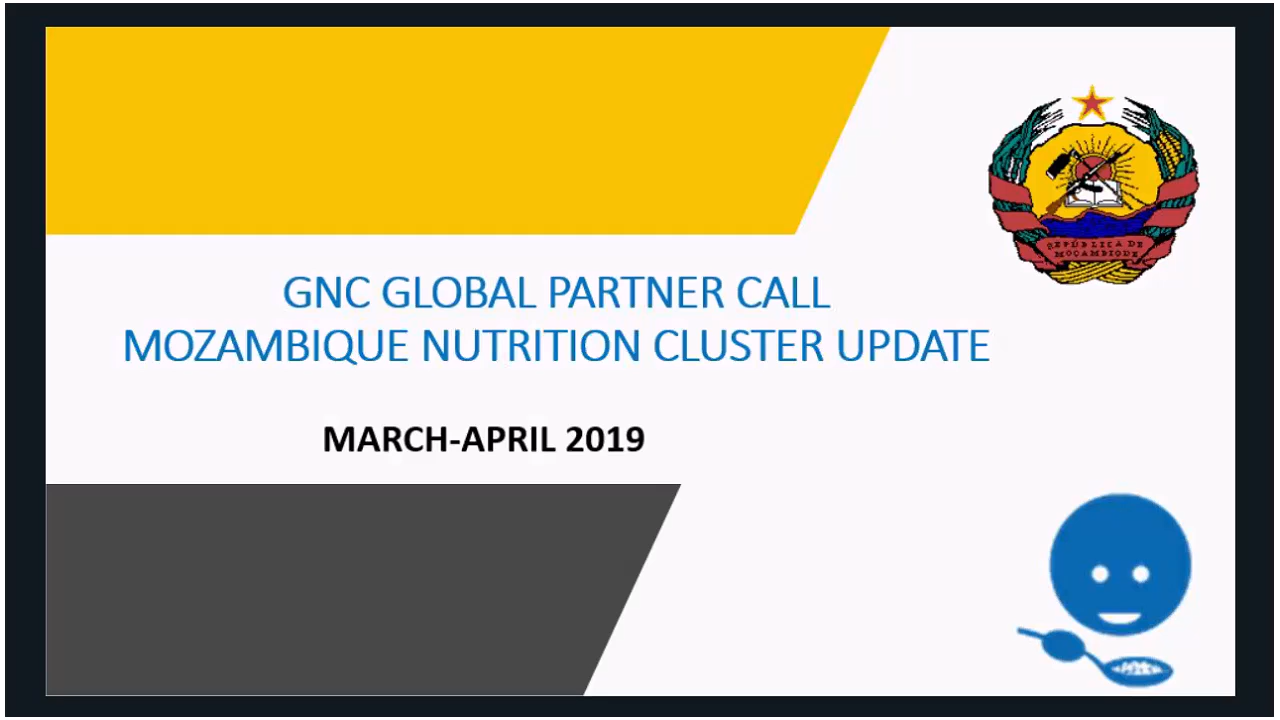 GNC GLOBAL PARTNER CALL
MOZAMBIQUE NUTRITION CLUSTER UPDATE
MARCH-APRIL 2019
REPÚBLICA DE
MOÇAMBIQUE